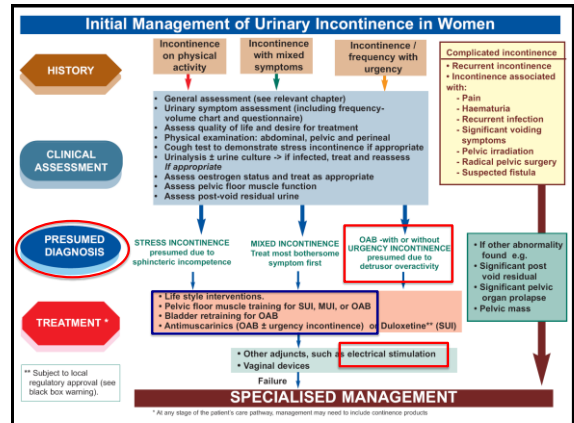 Initial Management of Urinary Incontinence in Women
HISTORY
Incontinence
on physical
activity
Incontinence
with mixed
symptoms
Incontinence /
frequency with
urgency
Complicated incontinence
• Recurrent incontinence
• Incontinence associated
with:
- Pain
- Haematuria
- Recurrent infection
- Significant voiding
symptoms
- Pelvic irradiation
- Radical pelvic surgery
- Suspected fistula
CLINICAL
ASSESSMENT
• General assessment (see relevant chapter)
• Urinary symptom assessment (including frequency-
volume chart and questionnaire)
• Assess quality of life and desire for treatment
• Physical examination: abdominal, pelvic and perineal
• Cough test to demonstrate stress incontinence if appropriate
• Urinalysis ± urine culture -> if infected, treat and reassess
If appropriate
• Assess oestrogen status and treat as appropriate
• Assess pelvic floor muscle function
• Assess post-void residual urine
PRESUMED
DIAGNOSIS
STRESS INCONTINENCE
presumed due to
sphincteric incompetence
MIXED INCONTINENCE
Treat most bothersome
symptom first
OAB -with or without
URGENCY INCONTINENCE
presumed due to
detrusor overactivity
• If other abnormality
found e.g.
• Significant post
void residual
• Significant pelvic
organ prolapse
• Pelvic mass
TREATMENT *
• Life style interventions.
• Pelvic floor muscle training for SUI, MUI, or OAB
• Bladder retraining for OAB
• Antimuscarinics (OAB ± urgency incontinence) or Duloxetine** (SUI)
• Other adjuncts, such as electrical stimulation
• Vaginal devices
** Subject to local
regulatory approval (see
black box warning).
Failure
SPECIALISED MANAGEMENT
* At any stage of the patient's care pathway, management may need to include continence products